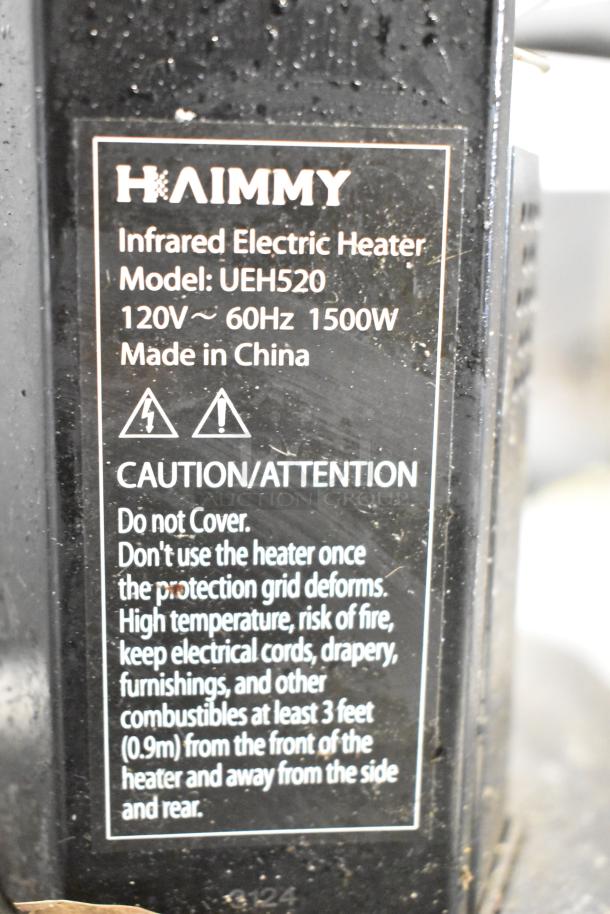 HAIMMY
Infrared Electric Heater
Model: UEH520
120V～ 60Hz 1500W
Made in China
CAUTION/ATTENTION
AUCTION GROUP
Do not Cover.
Don't use the heater once
the protection grid deforms.
High temperature, risk of fire,
keep electrical cords, drapery,
furnishings, and other
combustibles at least 3 feet
(0.9m) from the front of the
heater and away from the side
and rear.